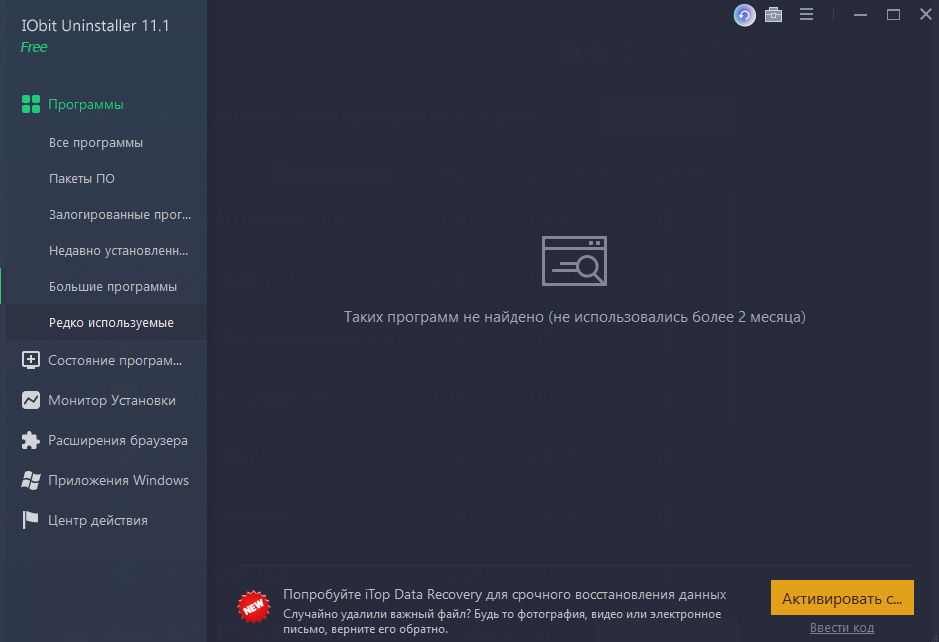 IObit Uninstaller 11.1
Free
Программы
Все программы
Пакеты ПО
Залогированные прог...
Недавно установленн...
Большие программы
Редко используемые
Состояние програм...
Монитор Установки
Расширения браузера
Приложения Windows
Центр действия
Таких программ не найдено (не использовались более 2 месяца)
NEW
Попробуйте iTop Data Recovery для срочного восстановления данных
Случайно удалили важный файл? Будь то фотография, видео или электронное
письмо, верните его обратно.
Активировать с...
Ввести код